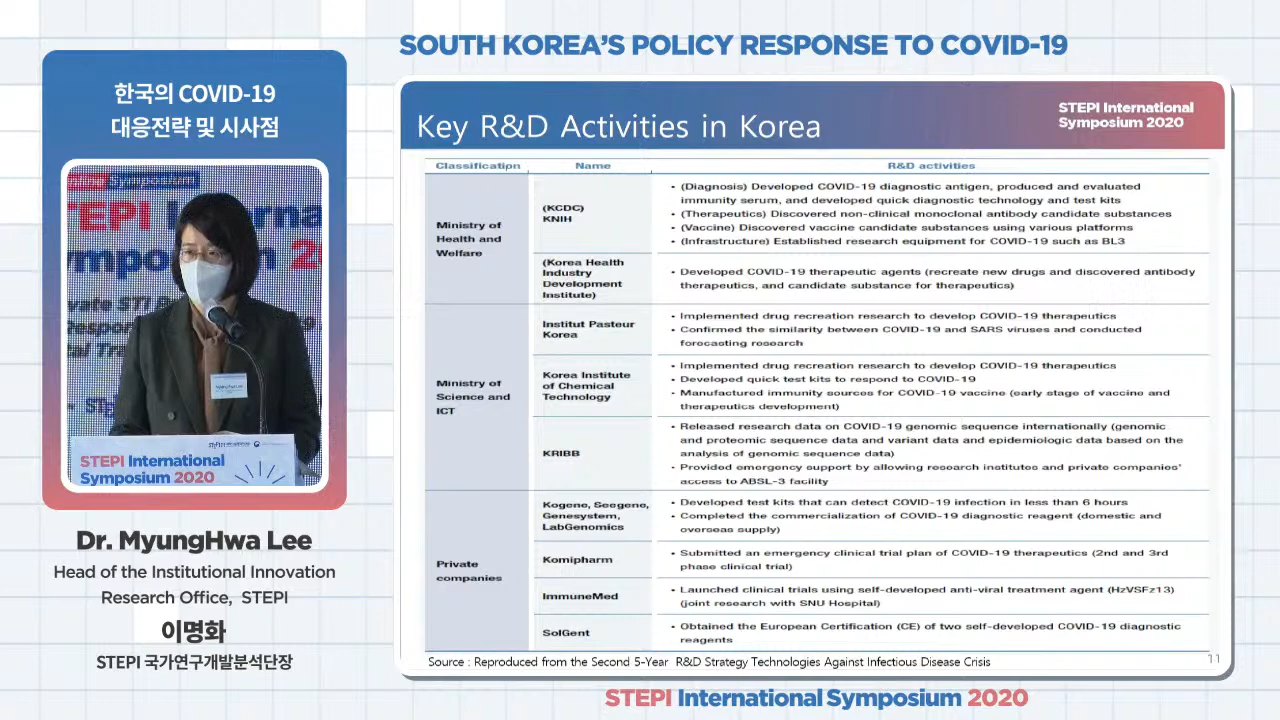 SOUTH KOREA'S POLICY RESPONSE TO COVID-19
한국의 COVID-19
대응전략 및 시사점
STEPI International
Symposium 2020
Dr. MyungHwa Lee
Head of the Institutional Innovation
Research Office, STEPI
이명화
STEPI 국가연구개발분석단장
Key R&D Activities in Korea
STEPI International
Symposium 2020
Classification Name R&D activities
Ministry of
Health and
Welfare
(KCDC)
KNIH
• (Diagnosis) Developed COVID-19 diagnostic antigen, produced and evaluated
immunity serum, and developed quick diagnostic technology and test kits
• (Therapeutics) Discovered non-clinical monoclonal antibody candidate substances
• (Vaccine) Discovered vaccine candidate substances using various platforms
• (Infrastructure) Established research equipment for COVID-19 such as BL3
(Korea Health
Industry
Development
Institute)
• Developed COVID-19 therapeutic agents (recreate new drugs and discovered antibody
therapeutics, and candidate substance for therapeutics)
Ministry of
Science and
ICT
Institut Pasteur
Korea
• Implemented drug recreation research to develop COVID-19 therapeutics
• Confirmed the similarity between COVID-19 and SARS viruses and conducted
forecasting research
Korea Institute
of Chemical
Technology
• Implemented drug recreation research to develop COVID-19 therapeutics
• Developed quick test kits to respond to COVID-19
• Manufactured immunity sources for COVID-19 vaccine (early stage of vaccine and
therapeutics development)
KRIBB
• Released research data on COVID-19 genomic sequence internationally (genomic
and proteomic sequence data and variant data and epidemiologic data based on the
analysis of genomic sequence data)
• Provided emergency support by allowing research institutes and private companies'
access to ABSL-3 facility
Private
companies
Kogene, Seegene,
Genesystem,
LabGenomics
• Developed test kits that can detect COVID-19 infection in less than 6 hours
• Completed the commercialization of COVID-19 diagnostic reagent (domestic and
overseas supply)
Komipharm
• Submitted an emergency clinical trial plan of COVID-19 therapeutics (2nd and 3rd
phase clinical trial)
ImmuneMed
• Launched clinical trials using self-developed anti-viral treatment agent (HzVSFz13)
(joint research with SNU Hospital)
SolGent
• Obtained the European Certification (CE) of two self-developed COVID-19 diagnostic
reagents
Source : Reproduced from the Second 5-Year R&D Strategy Technologies Against Infectious Disease Crisis
11
STEPI International Symposium 2020